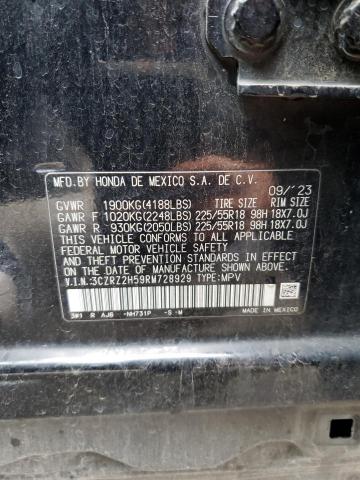 MFD.BY HONDA DE MEXICO S.A. DE C.V. 09/'23
GVWR 1900KG(4188LBS) TIRE SIZE RIM SIZE
GAWR F 1020KG(2248LBS) 225/55R18 98H 18X7.0J
GAWR R 930KG(2050LBS) 225/55R18 98H 18X7.0J
THIS VEHICLE CONFORMS TO ALL APPLICABLE
FEDERAL MOTOR VEHICLE SAFETY AND THEFT
PREVENTION STANDARDS IN EFFECT ON THE DATE
OF MANUFACTURE SHOWN ABOVE.
V.I.N.:3CZRZ2H59RM728929 TYPE:MPV
3W1 R AJ6 -NH731P -S -M MADE IN MEXICO